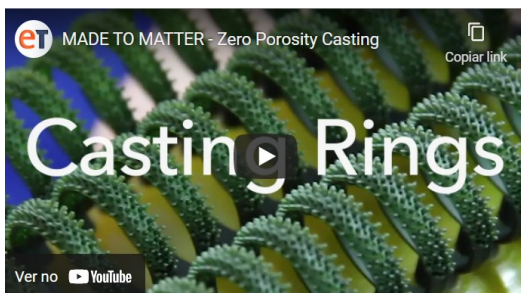 eT MADE TO MATTER - Zero Porosity Casting
Copiar link
Casting Rings
Ver no YouTube